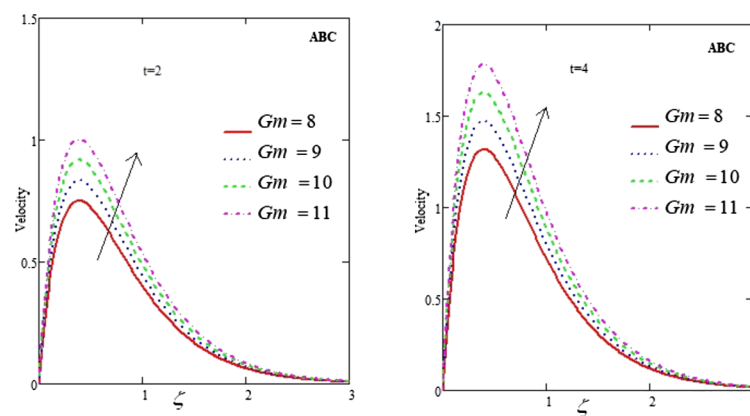 1.5
ABC
t=2
Gm = 8
Gm = 9
Gm = 10
Gm = 11
1
0.5
0
Velocity
0
1
2
3
ζ
2
ABC
t=4
Gm = 8
Gm = 9
Gm = 10
Gm = 11
1.5
1
0.5
0
Velocity
1
2
ζ